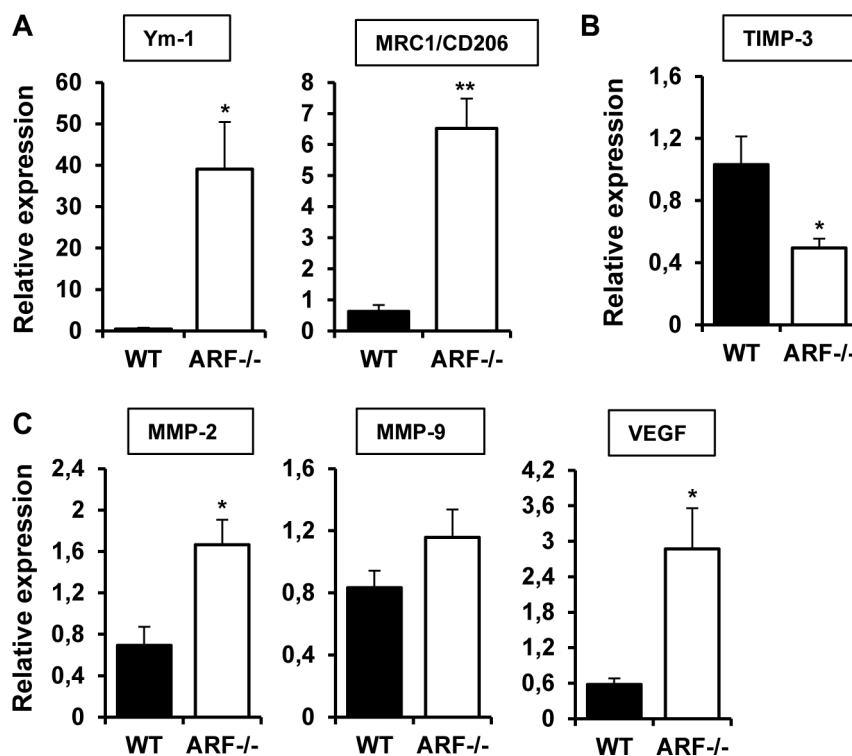 A
Ym-1
MRC1/CD206
B
TIMP-3
Relative expression
60
50
40
30
20
10
0
*
WT ARF-/-
8
7
6
5
4
3
2
1
0
**
WT ARF-/-
Relative expression
1,6
1,2
0,8
0,4
0
*
WT ARF-/-
C
MMP-2
MMP-9
VEGF
Relative expression
2,4
2
1,6
1,2
0,8
0,4
0
*
WT ARF-/-
1,6
1,2
0,8
0,4
0
WT ARF-/-
4,2
3,6
3
2,4
1,8
1,2
0,6
0
*
WT ARF-/-